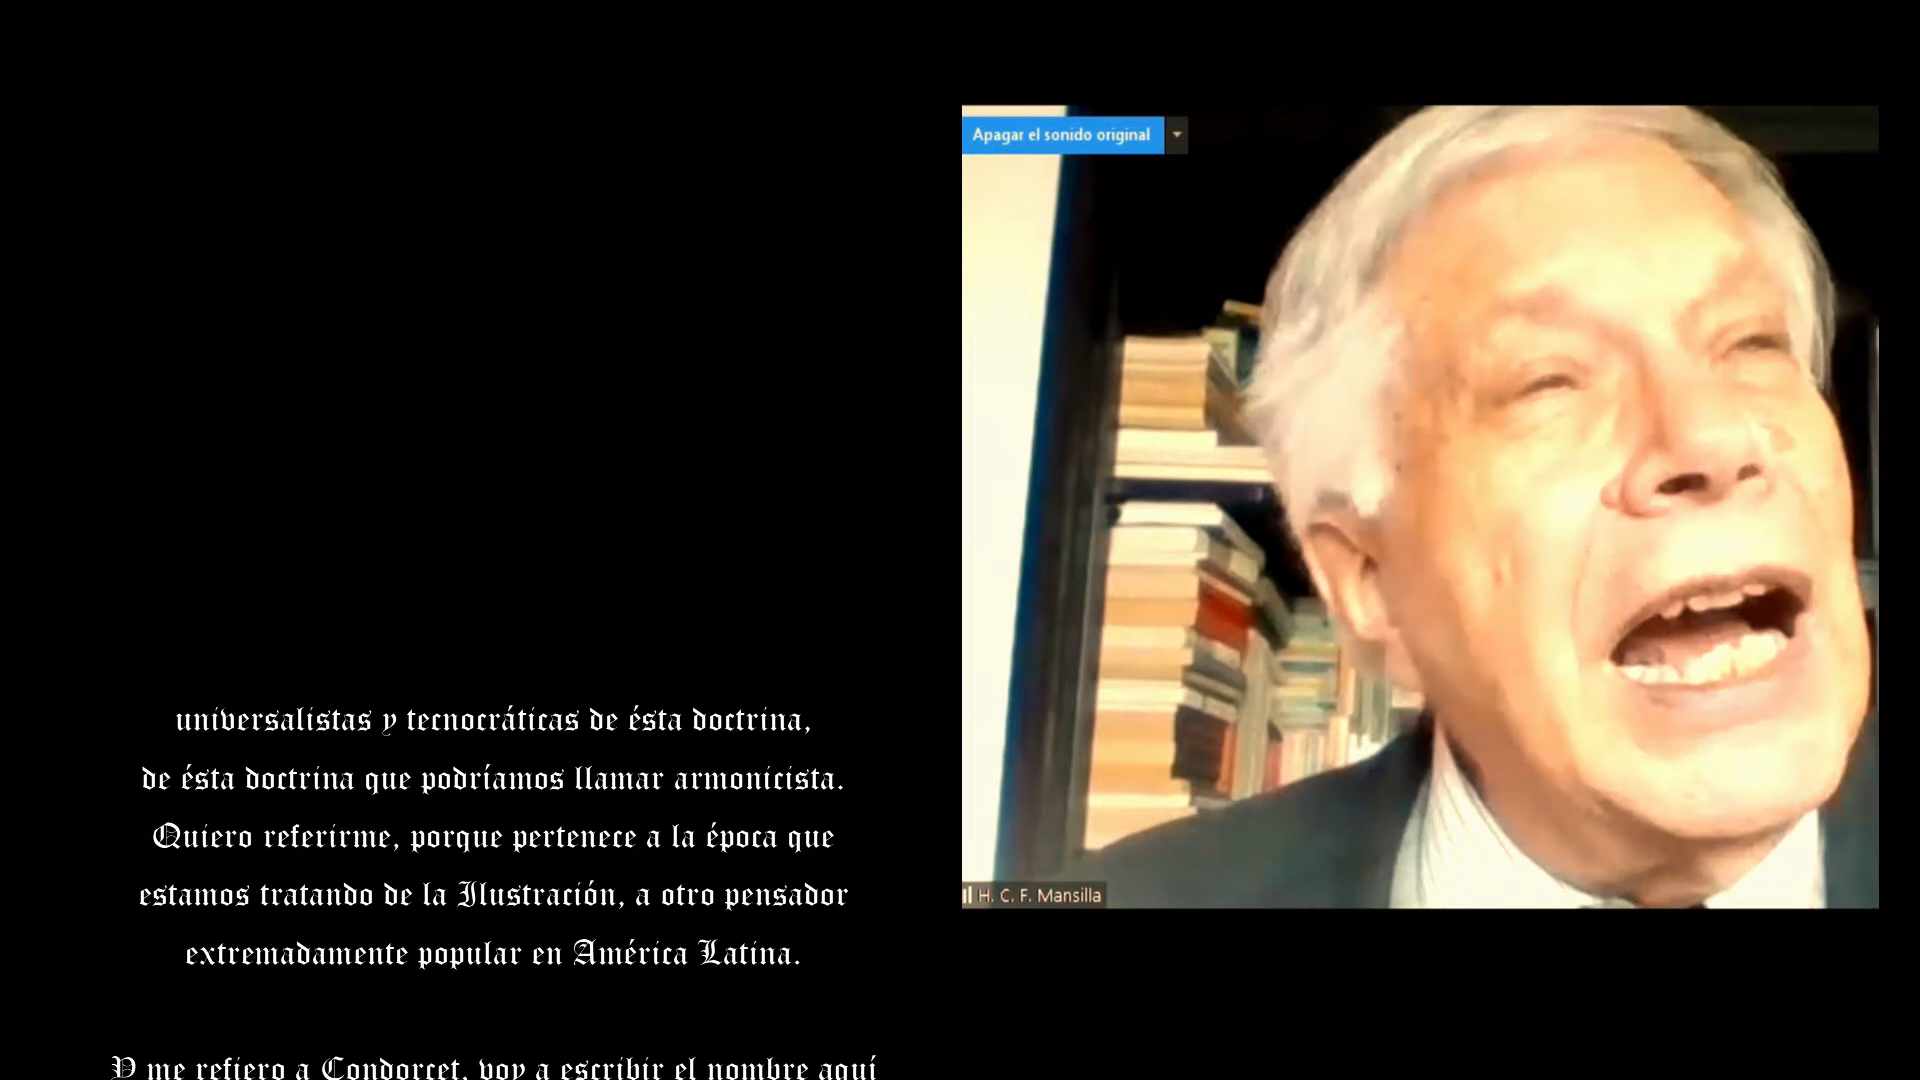 Apagar el sonido original
universalistas y tecnocráticas de ésta doctrina,
de ésta doctrina que podríamos llamar armonicista.
Quiero referirme, porque pertenece a la época que
estamos tratando de la Ilustración, a otro pensador
extremadamente popular en América Latina.
Y me refiero a Condorcet, voy a escribir el nombre aquí
H. C. F. Mansilla